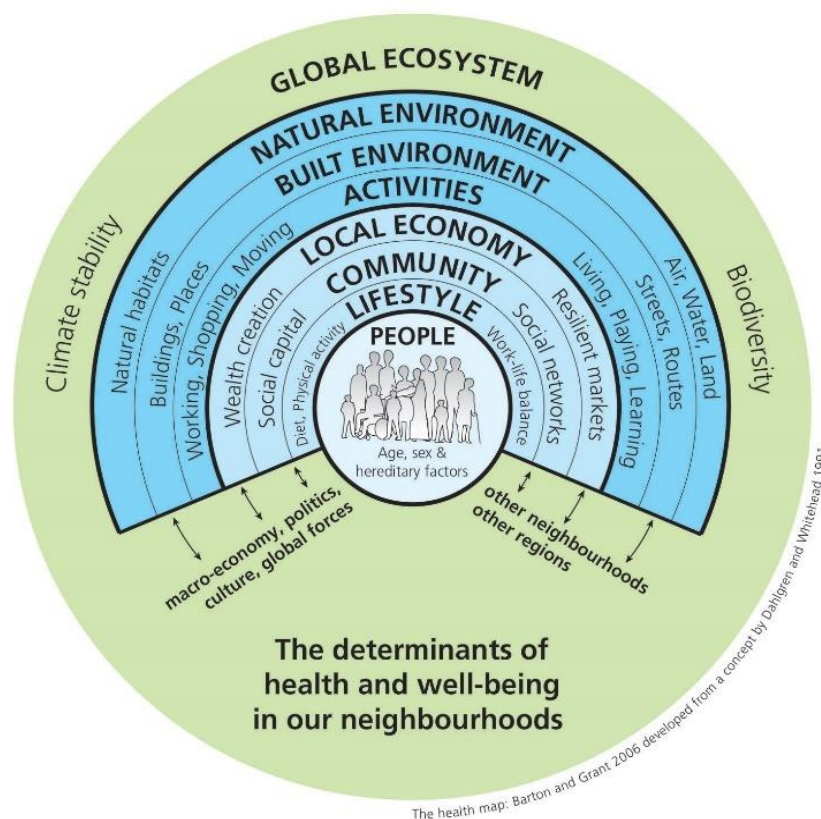 GLOBAL ECOSYSTEM
NATURAL ENVIRONMENT
BUILT ENVIRONMENT
ACTIVITIES
LOCAL ECONOMY
COMMUNITY
LIFESTYLE
PEOPLE
Age, sex &
hereditary factors
Climate stability
Natural habitats
Buildings, Places
Working, Shopping, Moving
Wealth creation
Social capital
Diet, Physical activity
Work-life balance
Social networks
Resilient markets
Living, Playing, Learning
Streets, Routes
Air, Water, Land
Biodiversity
macro-economy, politics,
culture, global forces
other neighbourhoods
other regions
The determinants of
health and well-being
in our neighbourhoods
The health map: Barton and Grant 2006 developed from a concept by Dahlgren and Whitehead 1991